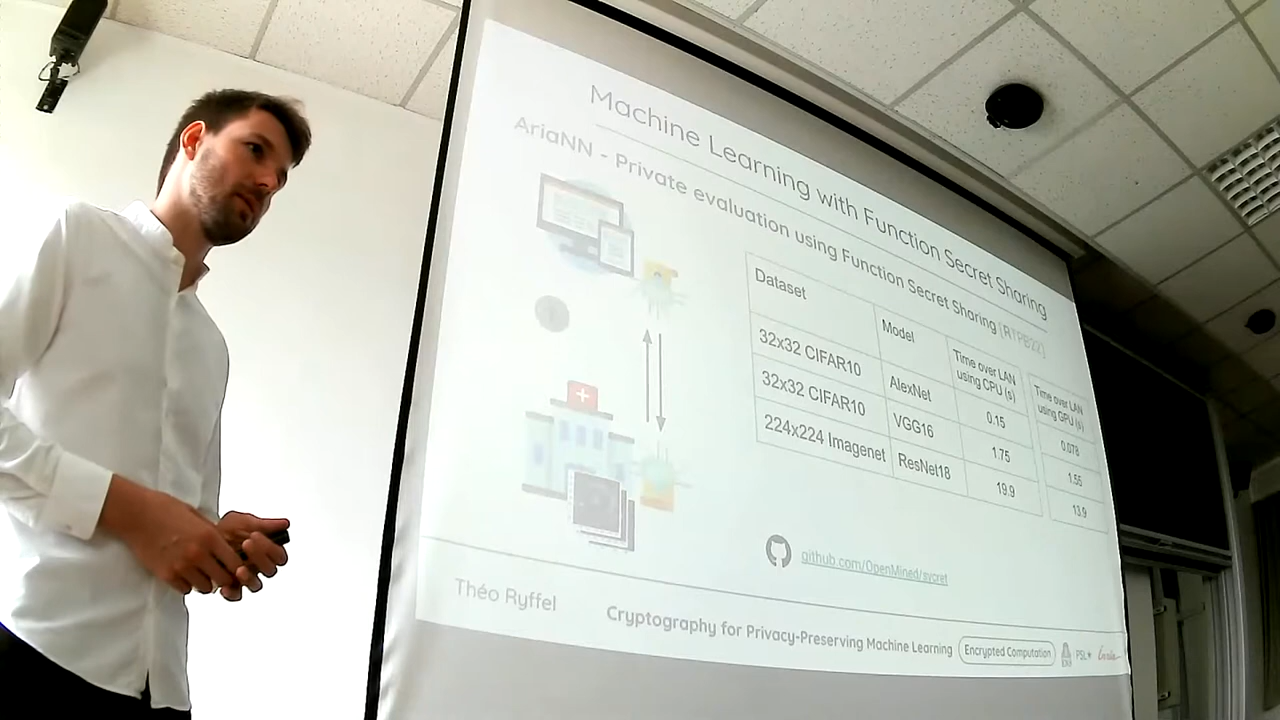 Machine Learning with Function Secret Sharing
AriaNN - Private evaluation using Function Secret Sharing [RTPB22]
Dataset Model Time over LAN using CPU (s) Time over LAN using GPU (s)
32x32 CIFAR10 AlexNet 0.15 0.078
32x32 CIFAR10 VGG16 1.75 1.55
224x224 Imagenet ResNet18 19.9 13.9
github.com/OpenMined/sycret
Théo Ryffel
Cryptography for Privacy-Preserving Machine Learning
Encrypted Computation
PSL★
Inria